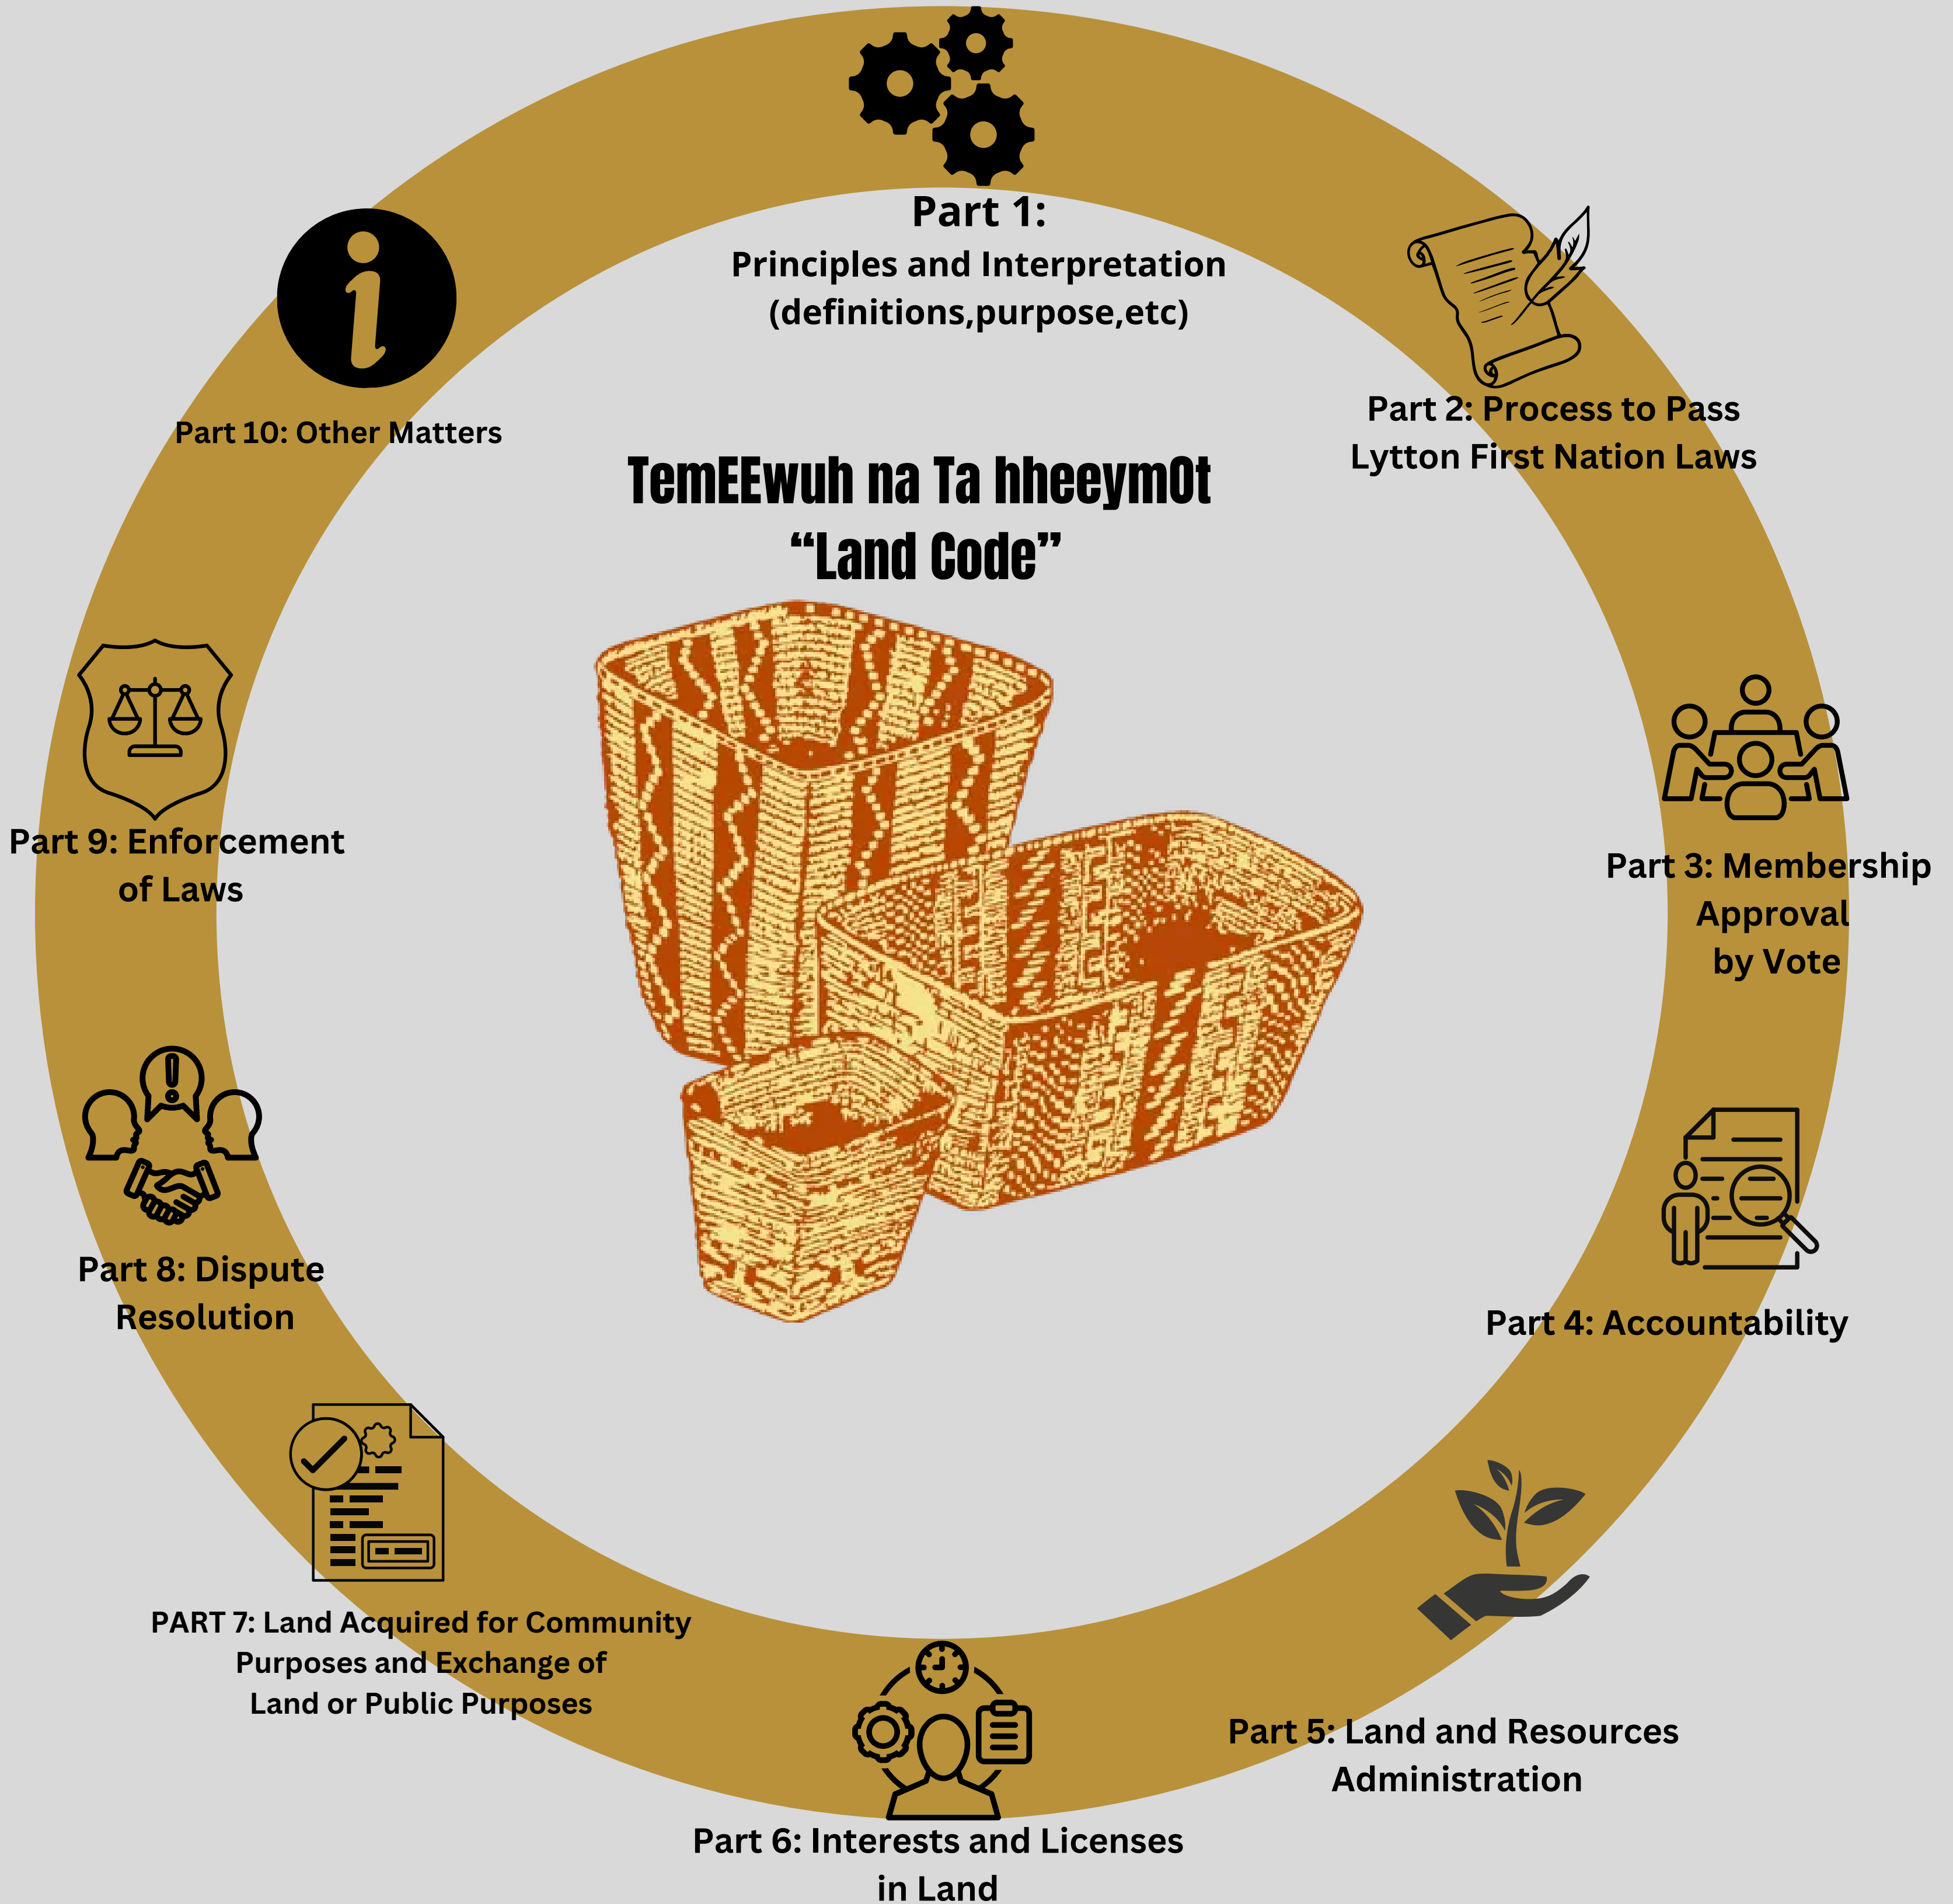 Part 1:
Principles and Interpretation
(definitions,purpose,etc)
Part 2: Process to Pass
Lytton First Nation Laws
Part 3: Membership
Approval
by Vote
Part 4: Accountability
Part 5: Land and Resources
Administration
Part 6: Interests and Licenses
in Land
PART 7: Land Acquired for Community
Purposes and Exchange of
Land or Public Purposes
Part 8: Dispute
Resolution
Part 9: Enforcement
of Laws
Part 10: Other Matters
TemEEwuh na Ta hheeymOt
“Land Code”